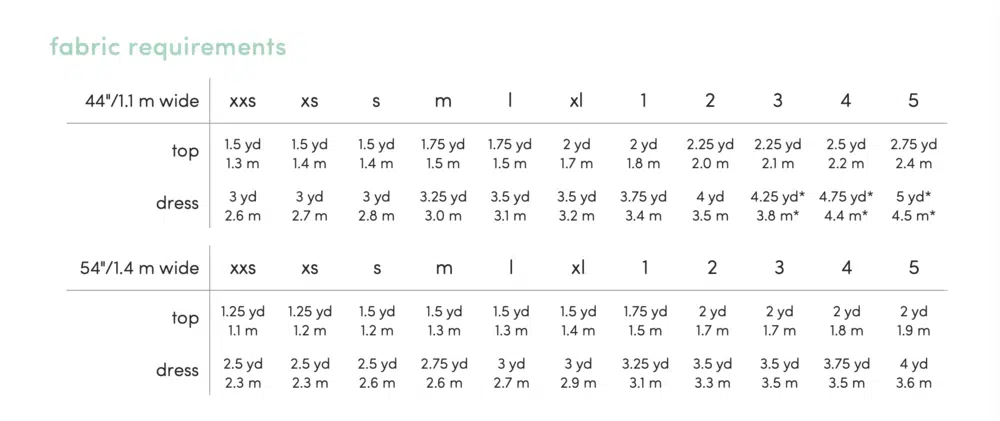 fabric requirements
44"/1.1 m wide xxs xs s m l xl 1 2 3 4 5
top 1.5 yd 1.5 yd 1.5 yd 1.75 yd 1.75 yd 2 yd 2 yd 2.25 yd 2.25 yd 2.5 yd 2.75 yd
1.3 m 1.4 m 1.4 m 1.5 m 1.5 m 1.7 m 1.8 m 2.0 m 2.1 m 2.2 m 2.4 m
dress 3 yd 3 yd 3 yd 3.25 yd 3.5 yd 3.5 yd 3.75 yd 4 yd 4.25 yd* 4.75 yd* 5 yd*
2.6 m 2.7 m 2.8 m 3.0 m 3.1 m 3.2 m 3.4 m 3.5 m 3.8 m* 4.4 m* 4.5 m*
54"/1.4 m wide xxs xs s m l xl 1 2 3 4 5
top 1.25 yd 1.25 yd 1.5 yd 1.5 yd 1.5 yd 1.5 yd 1.75 yd 2 yd 2 yd 2 yd 2 yd
1.1 m 1.2 m 1.2 m 1.3 m 1.3 m 1.4 m 1.5 m 1.7 m 1.7 m 1.8 m 1.9 m
dress 2.5 yd 2.5 yd 2.5 yd 2.75 yd 3 yd 3 yd 3.25 yd 3.5 yd 3.5 yd 3.75 yd 4 yd
2.3 m 2.3 m 2.6 m 2.6 m 2.7 m 2.9 m 3.1 m 3.3 m 3.5 m 3.5 m 3.6 m